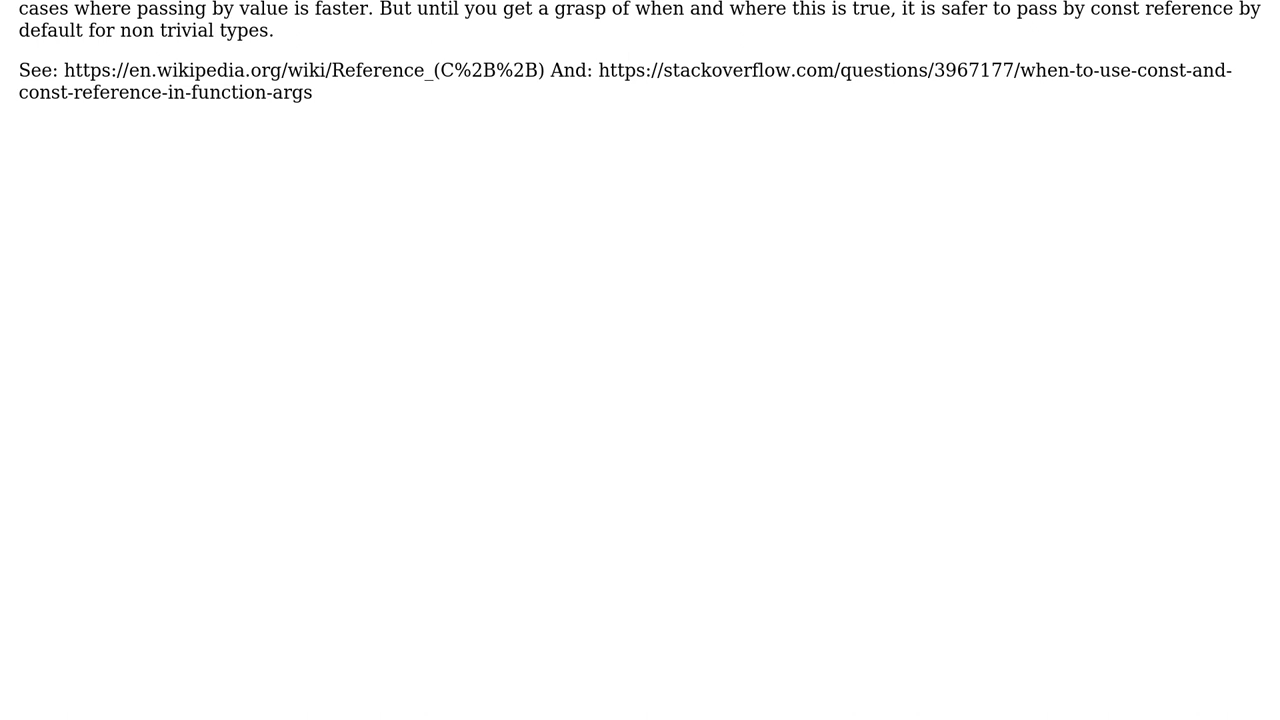 cases where passing by value is faster. But until you get a grasp of when and where this is true, it is safer to pass by const reference by
default for non trivial types.
See: https://en.wikipedia.org/wiki/Reference_(C%2B%2B) And: https://stackoverflow.com/questions/3967177/when-to-use-const-and-
const-reference-in-function-args